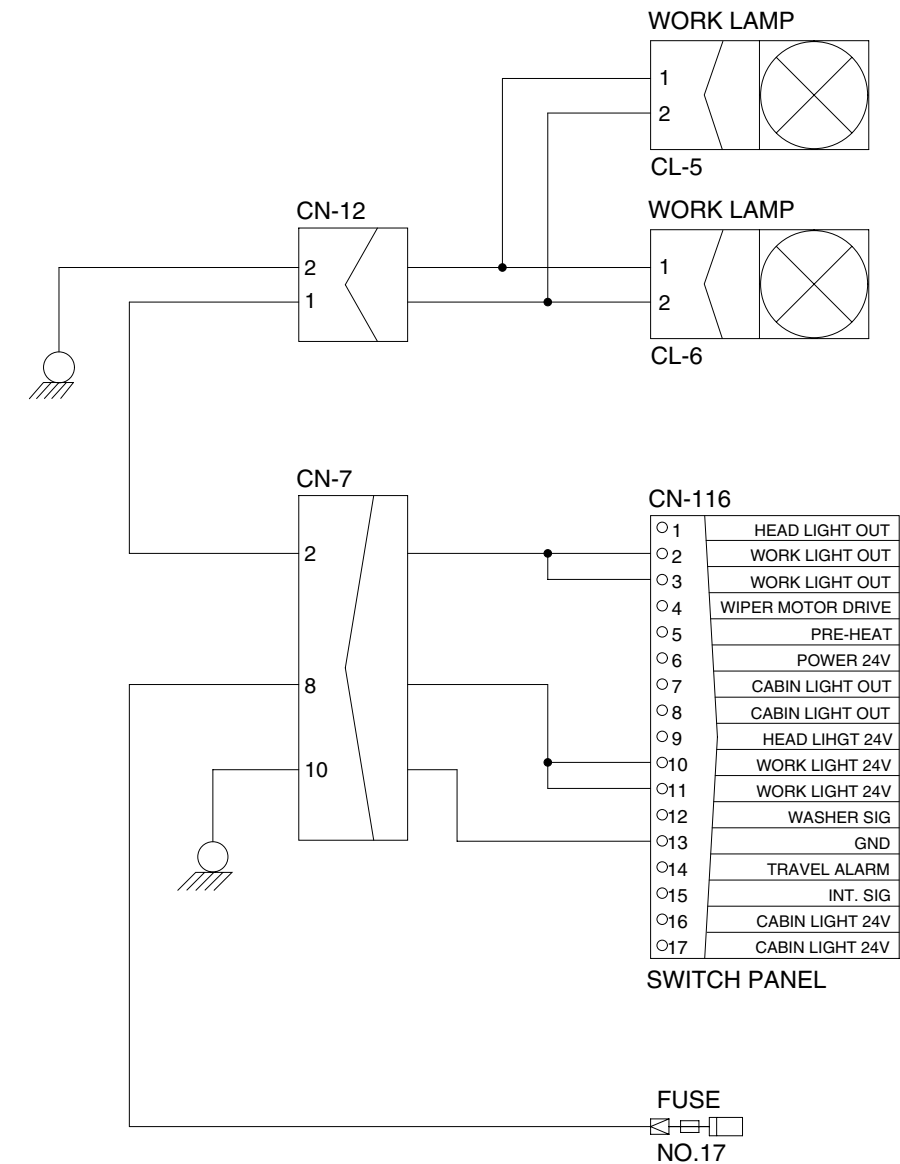 WORK LAMP
1
2
CL-5
CN-12
WORK LAMP
2
1
1
2
CL-6
CN-7
CN-116
1 HEAD LIGHT OUT
2
2 WORK LIGHT OUT
3 WORK LIGHT OUT
4 WIPER MOTOR DRIVE
5 PRE-HEAT
6 POWER 24V
8
7 CABIN LIGHT OUT
8 CABIN LIGHT OUT
9 HEAD LIHGT 24V
10
10 WORK LIGHT 24V
11 WORK LIGHT 24V
12 WASHER SIG
13 GND
14 TRAVEL ALARM
15 INT. SIG
16 CABIN LIGHT 24V
17 CABIN LIGHT 24V
SWITCH PANEL
FUSE
NO.17